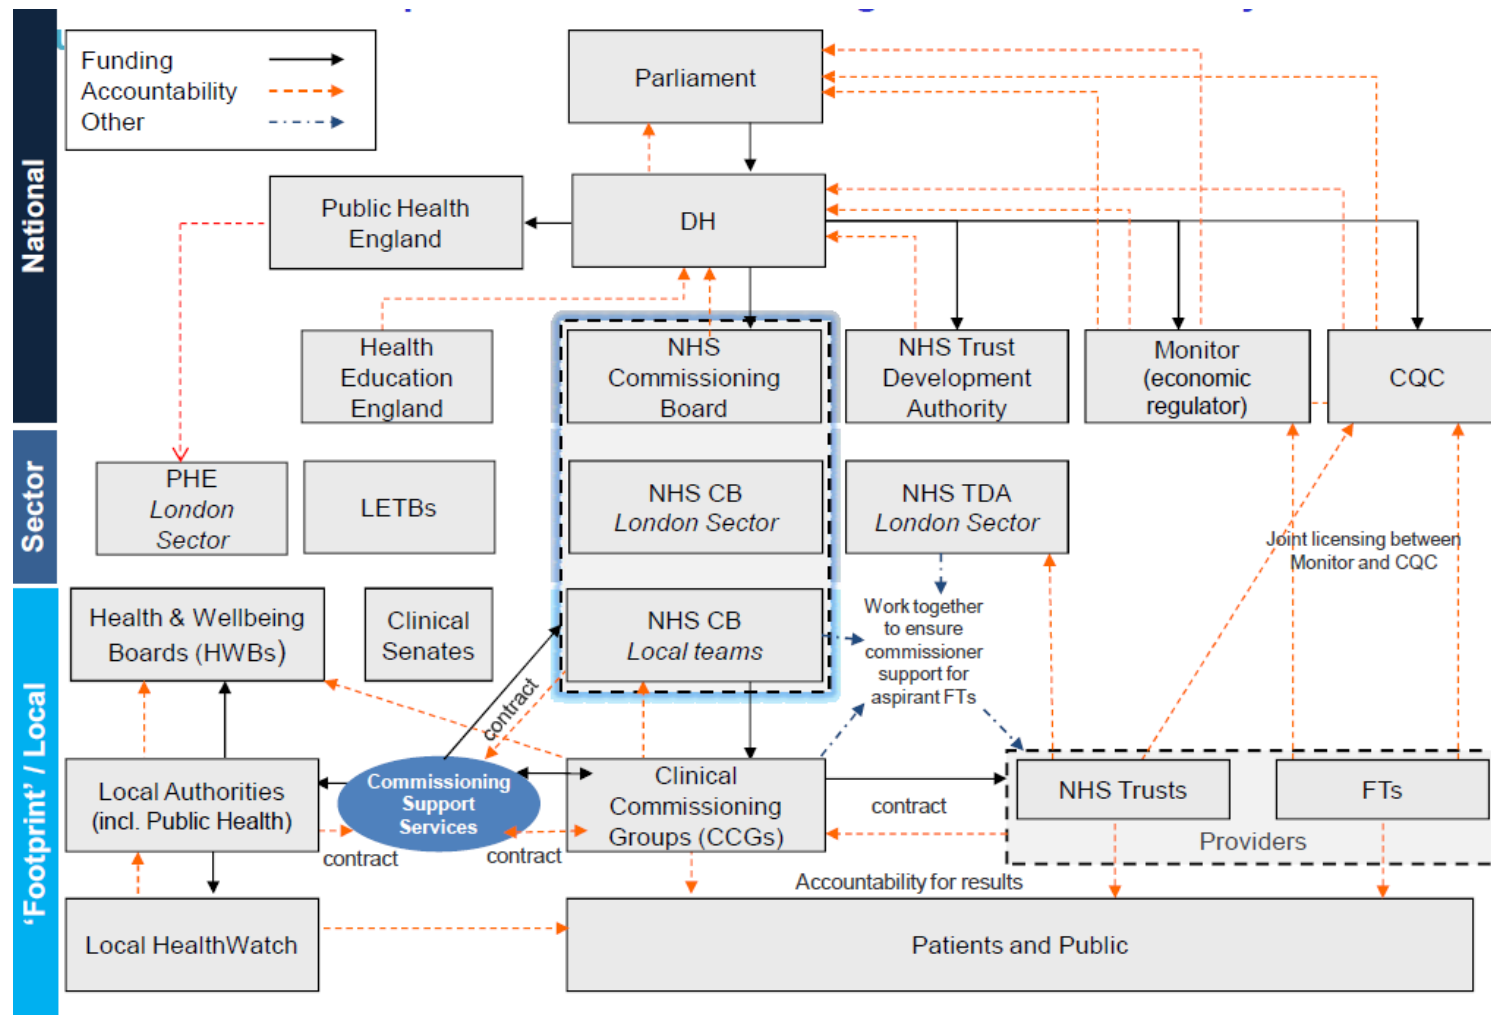 Funding
Accountability
Other
National
Sector
‘Footprint’ / Local
Parliament
Public Health
England
DH
Health
Education
England
NHS
Commissioning
Board
NHS Trust
Development
Authority
Monitor
(economic
regulator)
CQC
PHE
London
Sector
LETBs
NHS CB
London Sector
NHS TDA
London Sector
Joint licensing between
Monitor and CQC
Health & Wellbeing
Boards (HWBs)
Clinical
Senates
NHS CB
Local teams
Work together
to ensure
commissioner
support for
aspirant FTs
contract
Local Authorities
(incl. Public Health)
Commissioning
Support
Services
Clinical
Commissioning
Groups (CCGs)
contract
NHS Trusts
FTs
Providers
contract
contract
Accountability for results
Local HealthWatch
Patients and Public